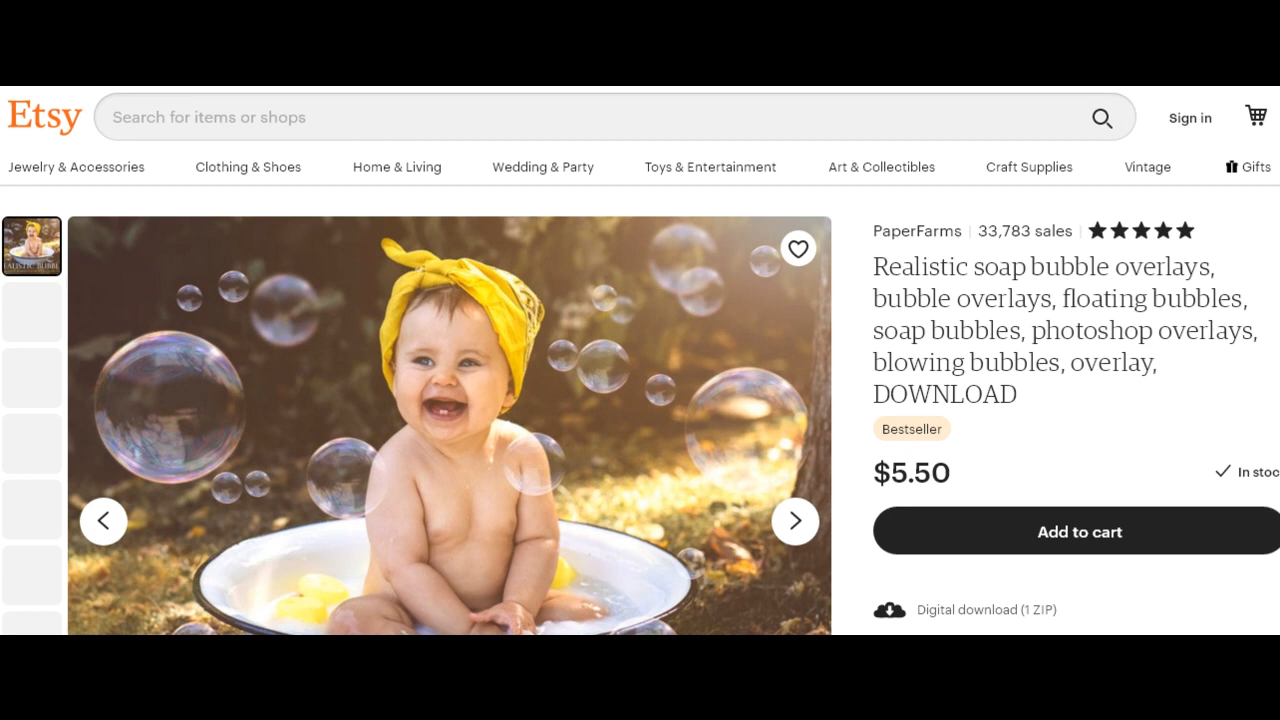 Etsy
Search for items or shops
Sign in
Jewelry & Accessories
Clothing & Shoes
Home & Living
Wedding & Party
Toys & Entertainment
Art & Collectibles
Craft Supplies
Vintage
Gifts
PaperFarms
33,783 sales
Realistic soap bubble overlays,
bubble overlays, floating bubbles,
soap bubbles, photoshop overlays,
blowing bubbles, overlay,
DOWNLOAD
Bestseller
$5.50
In stoc
Add to cart
Digital download (1 ZIP)